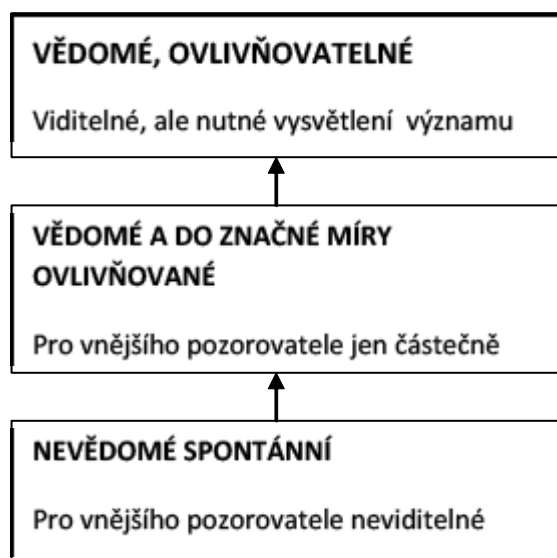 VĚDOMÉ, OVLIVŇOVATELNÉ
Viditelné, ale nutné vysvětlení významu
VĚDOMÉ A DO ZNAČNÉ MÍRY
OVLIVŇOVANÉ
Pro vnějšího pozorovatele jen částečně
NEVĚDOMÉ SPONTÁNNÍ
Pro vnějšího pozorovatele neviditelné